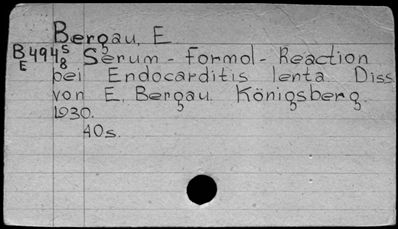 Bergau, E.
B 494 S/8 Serum - Formol - Reaction
E
bei Endocarditis lenta. Diss
von E. Bergau. Königsberg.
1930.
40s.